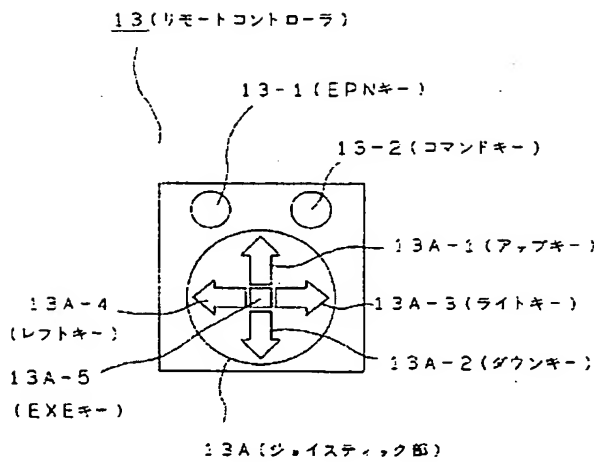 13(リモートコントローラ)
13-1(EPNキー)
13-2(コマンドキー)
13A-1(アップキー)
13A-4
(レフトキー)
13A-3(ライトキー)
13A-5
(EXEキー)
13A-2(ダウンキー)
13A(ジョイスティック部)